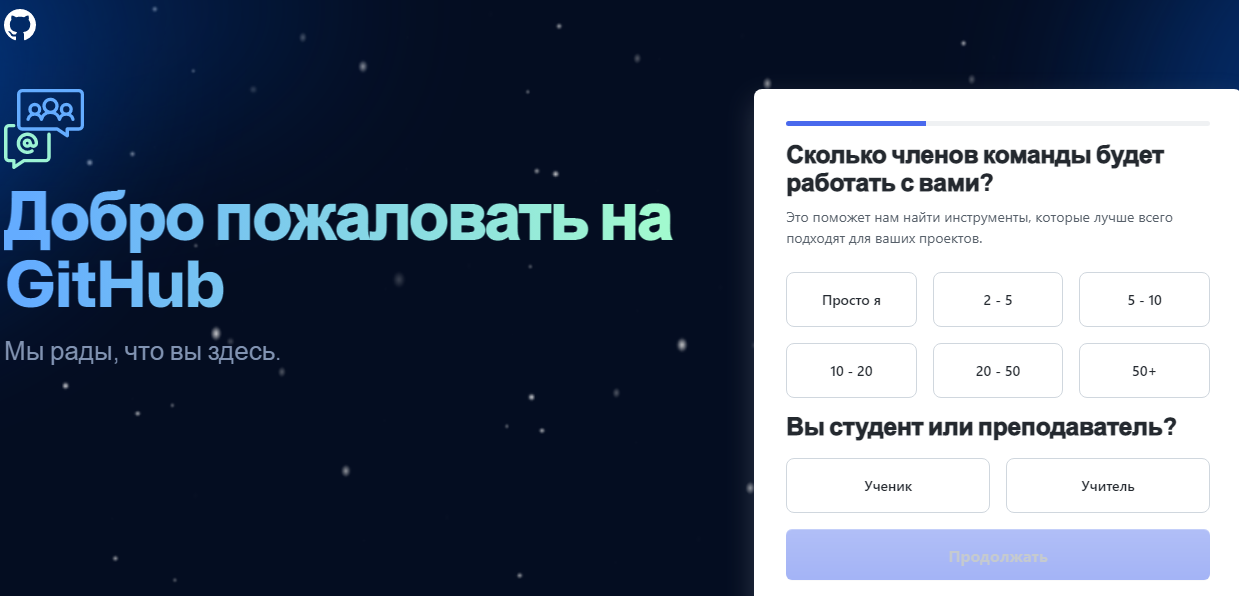 Добро пожаловать на
GitHub
Мы рады, что вы здесь.
Сколько членов команды будет
работать с вами?
Это поможет нам найти инструменты, которые лучше всего
подходят для ваших проектов.
Просто я
2 - 5
5 - 10
10 - 20
20 - 50
50+
Вы студент или преподаватель?
Ученик
Учитель
Продолжать